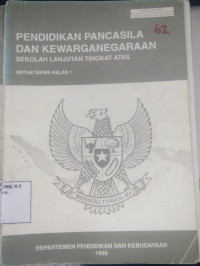 62
PENDIDIKAN PANCASILA
DAN KEWARGANEGARAAN
SEKOLAH LANJUTAN TINGKAT ATAS
UNTUK SISWA KELAS 1
BHINNEKA TUNGGAL IKA
DEPARTEMEN PENDIDIKAN DAN KEBUDAYAAN
1996